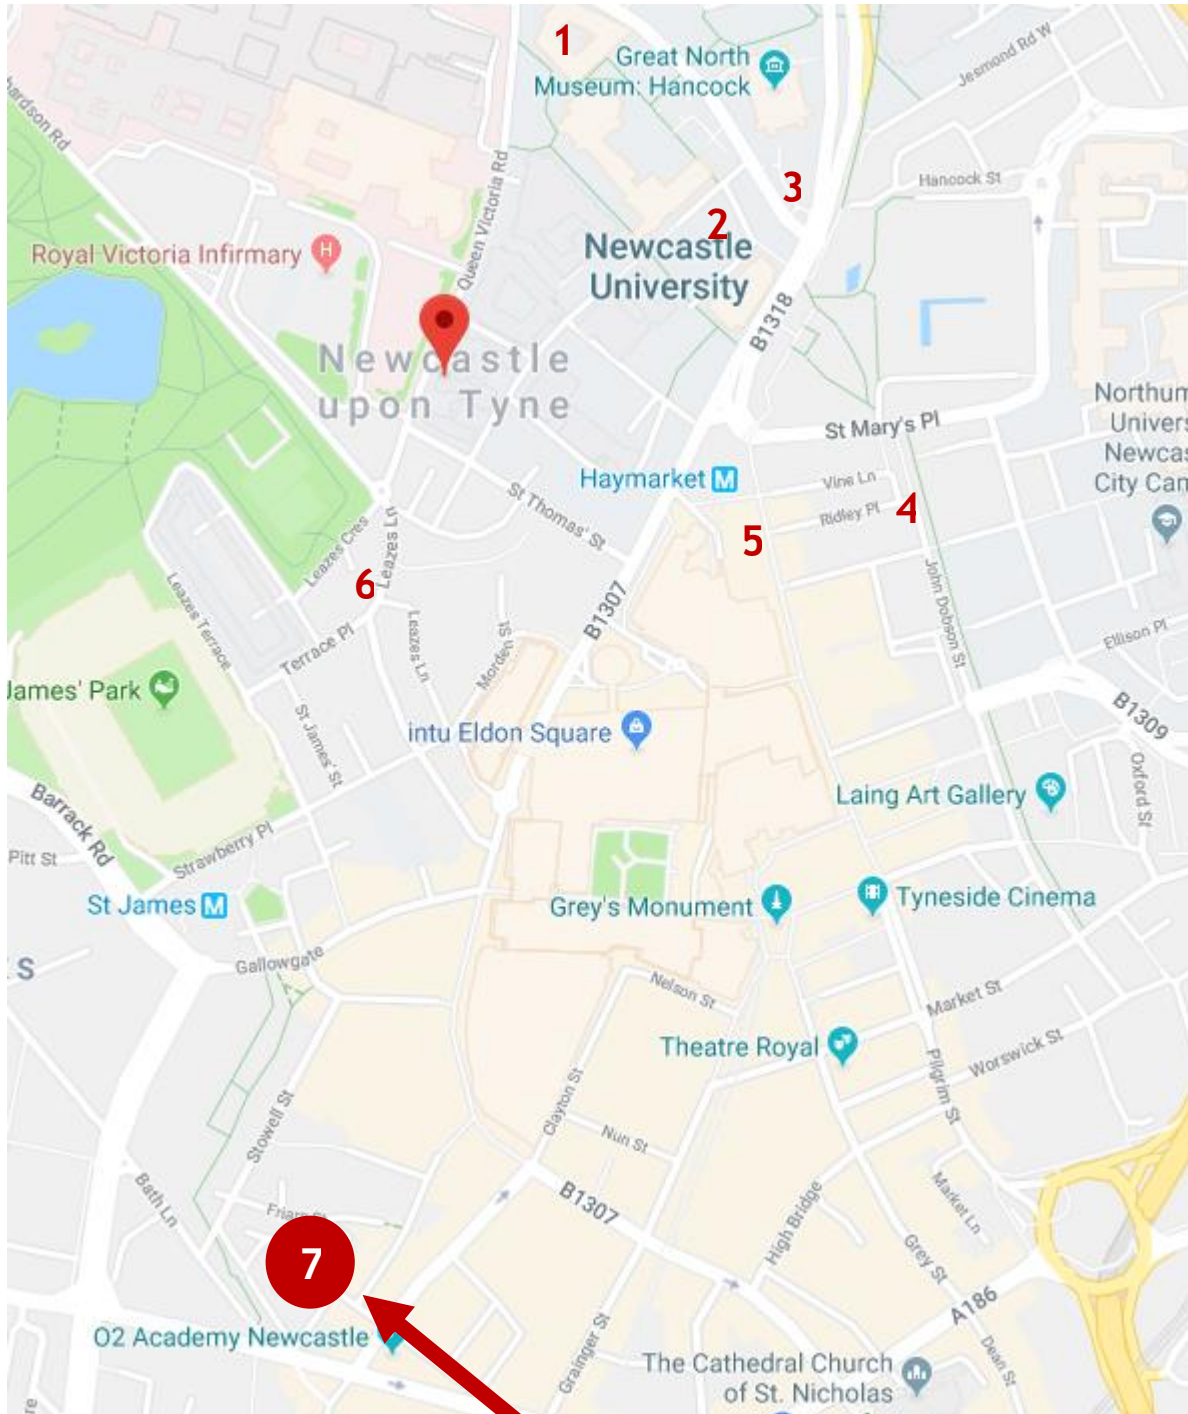 1
Great North
Museum: Hancock
Jesmond Rd W
Queen Victoria Rd
3
Hancock St
2
Royal Victoria Infirmary
H
Newcastle
University
B1318
Newcastle
upon Tyne
St Mary's Pl
City
Haymarket M
Vine Ln
St Thomas' St
Ridley Pl
4
5
Leazes Cres
Leazes Ln
6
Leazes Terrace
B1307
John Dobson St
Terrace Pl
Leazes Ln
Morden St
Ellison Pl
James' Park
St James' St
intu Eldon Square
B1309
Oxford St
Barrack Rd
Laing Art Gallery
Strawberry Pl
Pitt St
St James M
Grey's Monument
Tyneside Cinema
S
Gallowgate
Nelson St
Market St
Theatre Royal
Worswick St
Pilgrim St
Clayton St
Stowell St
Nun St
Bath Ln
B1307
Market Ln
High Bridge
7
Grey St
A186
O2 Academy Newcastle
Grainger St
Dean St
The Cathedral Church
of St. Nicholas